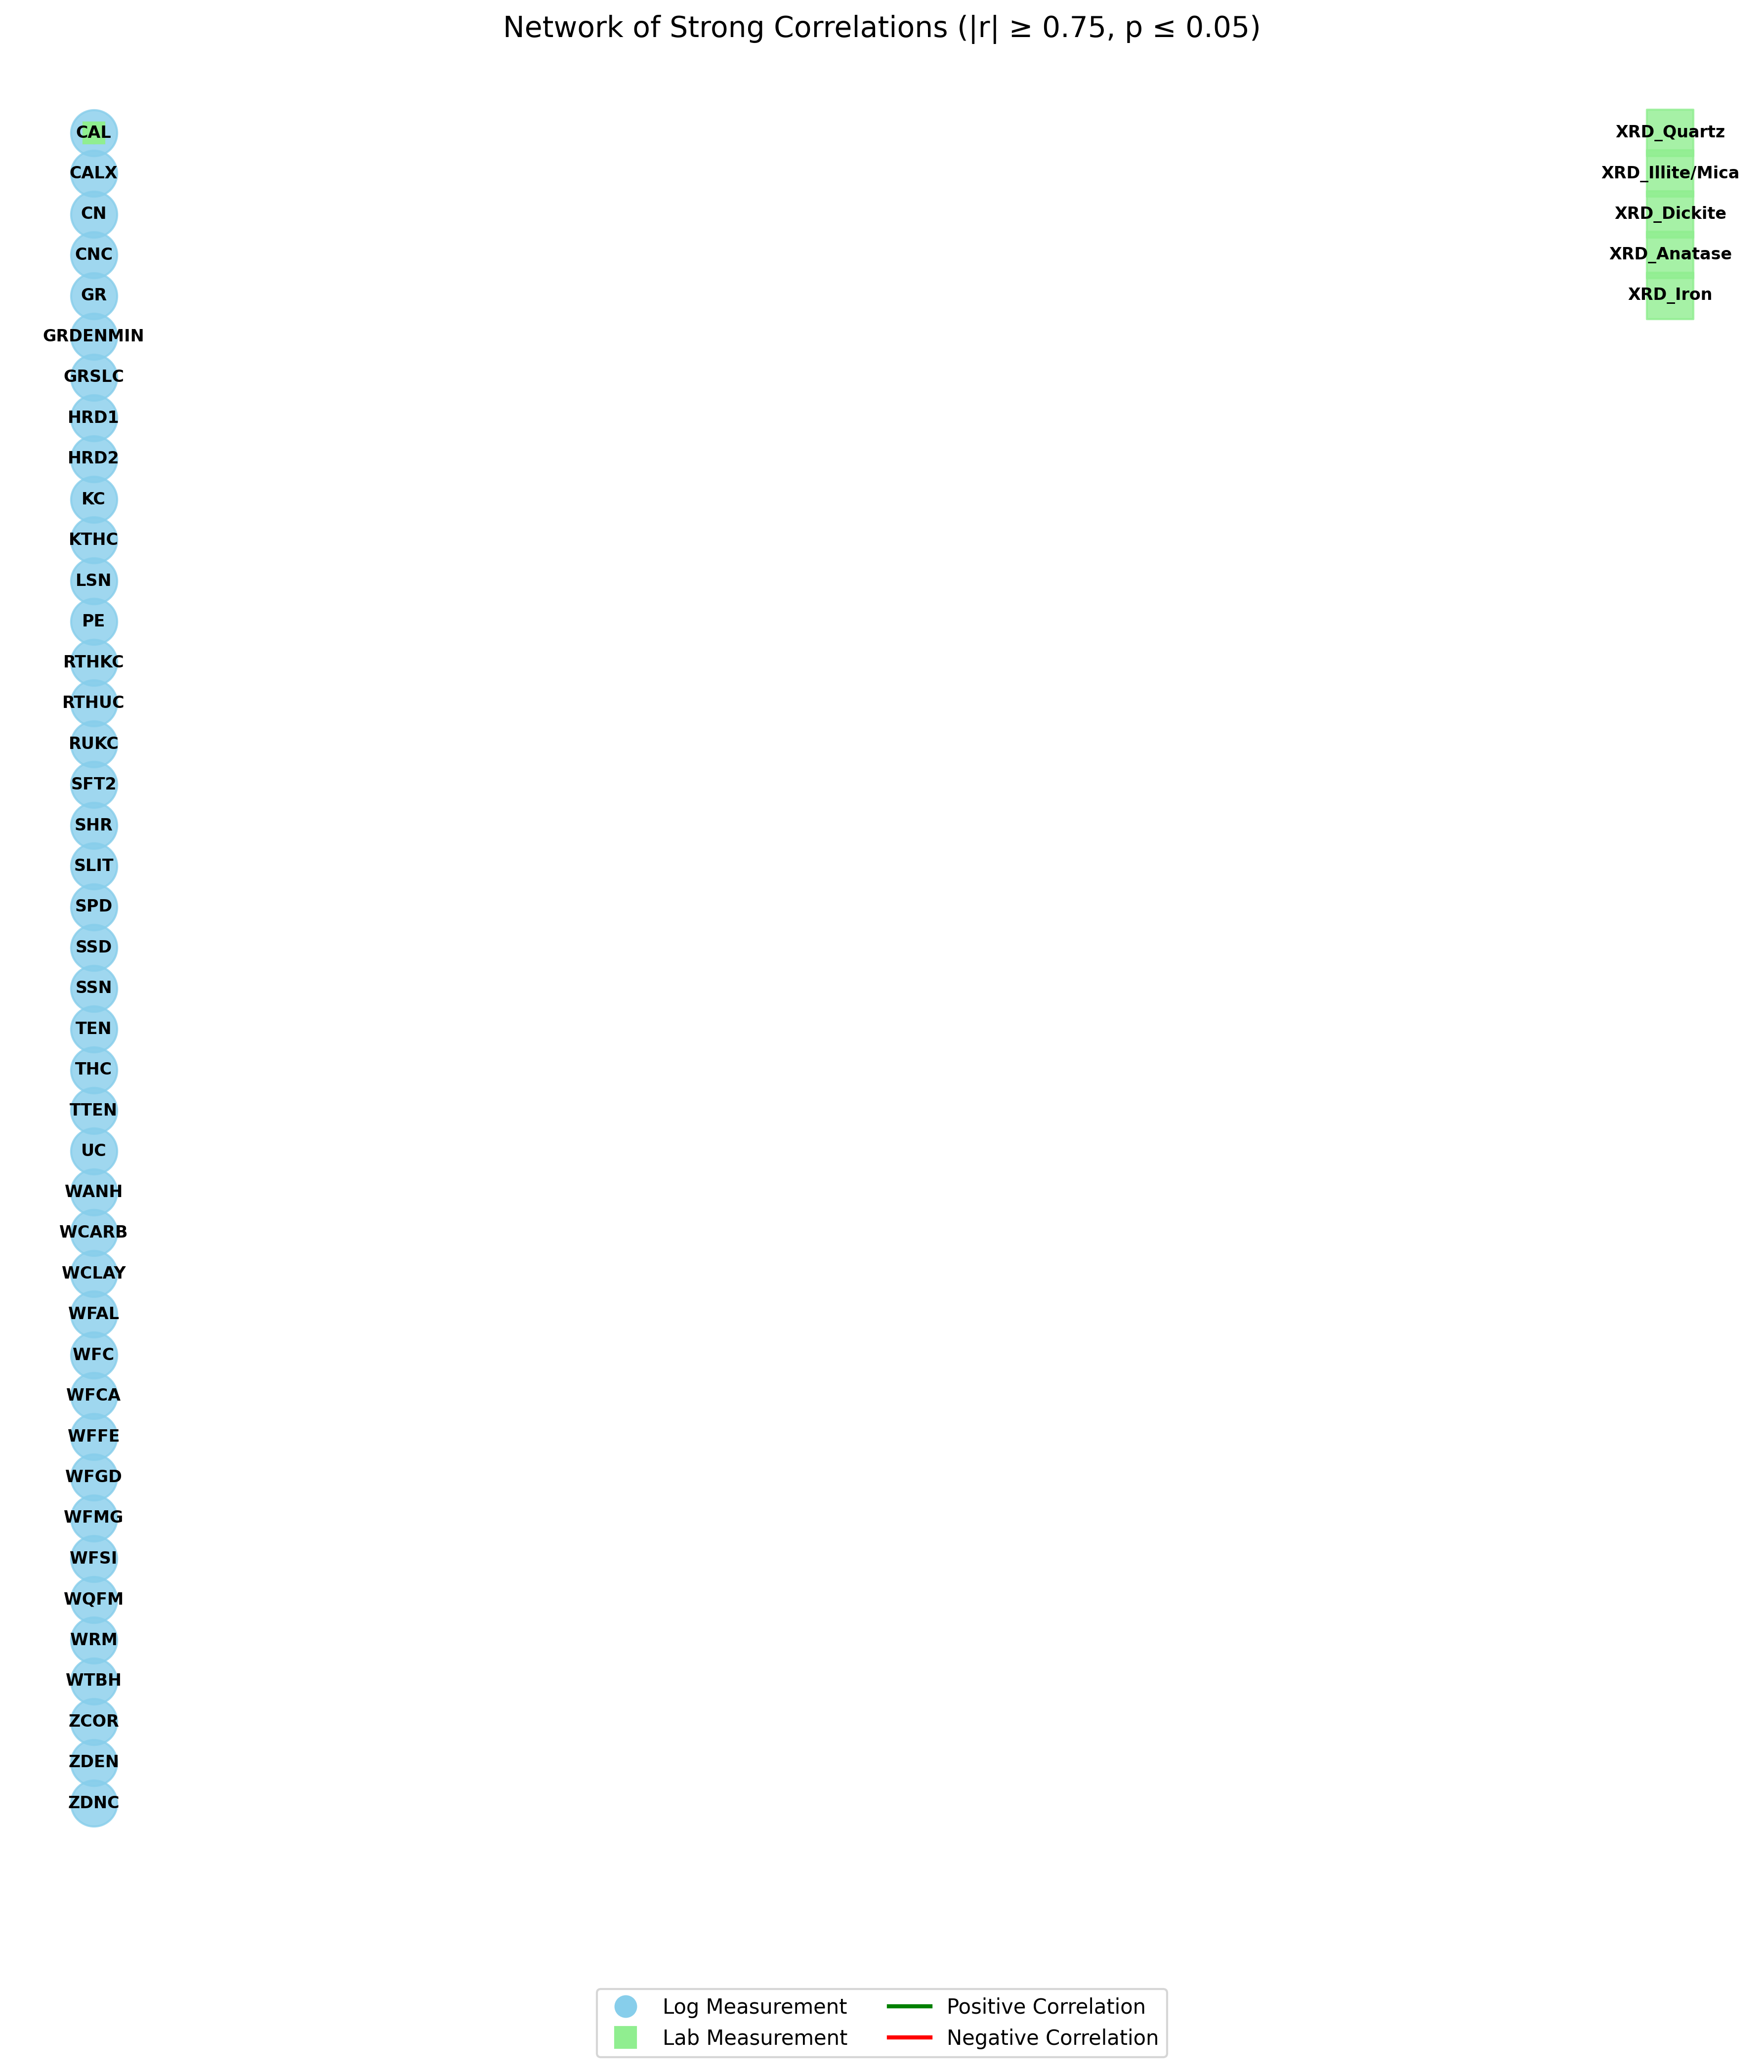 Network of Strong Correlations (|r| ≥ 0.75, p ≤ 0.05)
CAL
CALX
CN
CNC
GR
GRDENMIN
GRSLC
HRD1
HRD2
KC
KTHC
LSN
PE
RTHKC
RTHUC
RUKC
SFT2
SHR
SLIT
SPD
SSD
SSN
TEN
THC
TTEN
UC
WANH
WCARB
WCLAY
WFAL
WFC
WFCA
WFFE
WFGD
WFMG
WFSI
WQFM
WRM
WTBH
ZCOR
ZDEN
ZDNC
XRD_Quartz
XRD_Illite/Mica
XRD_Dickite
XRD_Anatase
XRD_Iron
Log Measurement
Lab Measurement
Positive Correlation
Negative Correlation